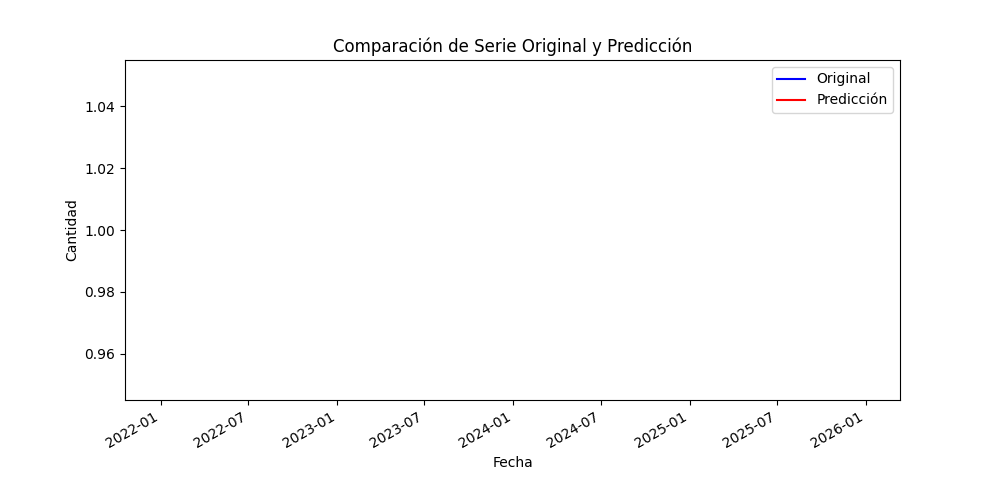 Comparación de Serie Original y Predicción
Original
Predicción
1.04
1.02
1.00
0.98
0.96
Cantidad
2022-01
2022-07
2023-01
2023-07
2024-01
2024-07
2025-01
2025-07
2026-01
Fecha